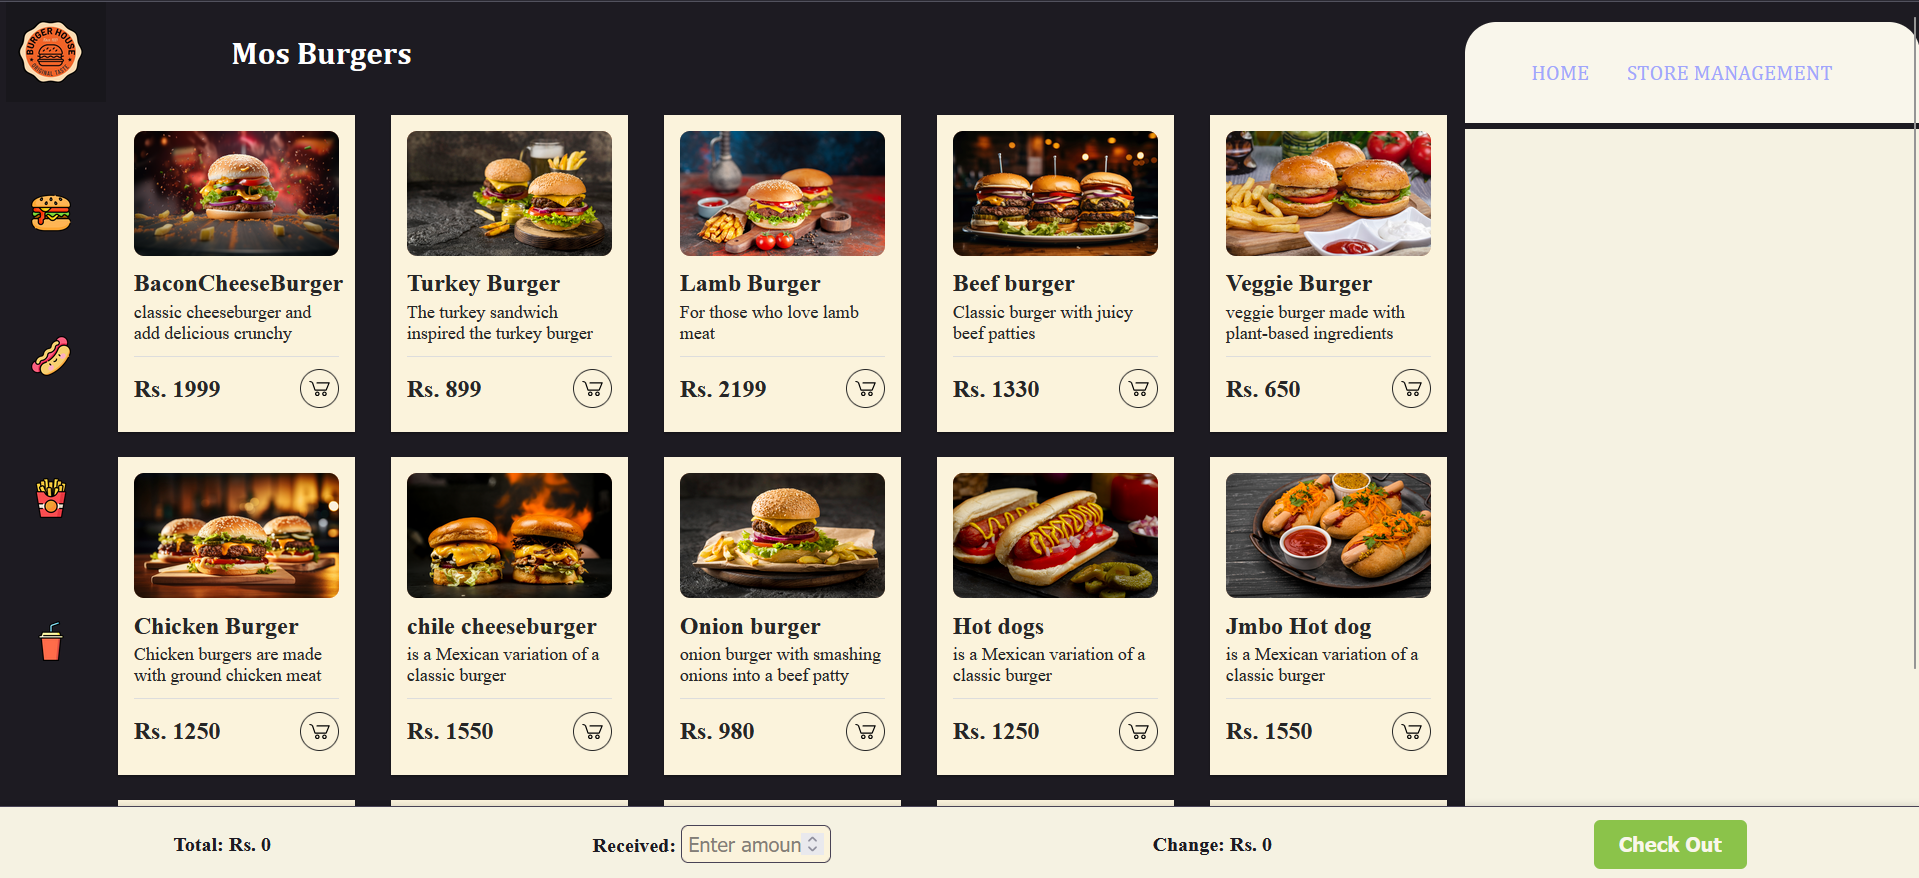 BURGER HOUSE
ORIGINAL TASTE
Mos Burgers
HOME STORE MANAGEMENT
BaconCheeseBurger
classic cheeseburger and
add delicious crunchy
Rs. 1999
Turkey Burger
The turkey sandwich
inspired the turkey burger
Rs. 899
Lamb Burger
For those who love lamb
meat
Rs. 2199
Beef burger
Classic burger with juicy
beef patties
Rs. 1330
Veggie Burger
veggie burger made with
plant-based ingredients
Rs. 650
Chicken Burger
Chicken burgers are made
with ground chicken meat
Rs. 1250
chile cheeseburger
is a Mexican variation of a
classic burger
Rs. 1550
Onion burger
onion burger with smashing
onions into a beef patty
Rs. 980
Hot dogs
is a Mexican variation of a
classic burger
Rs. 1250
Jmbo Hot dog
is a Mexican variation of a
classic burger
Rs. 1550
Total: Rs. 0
Received: Enter amoun
Change: Rs. 0
Check Out